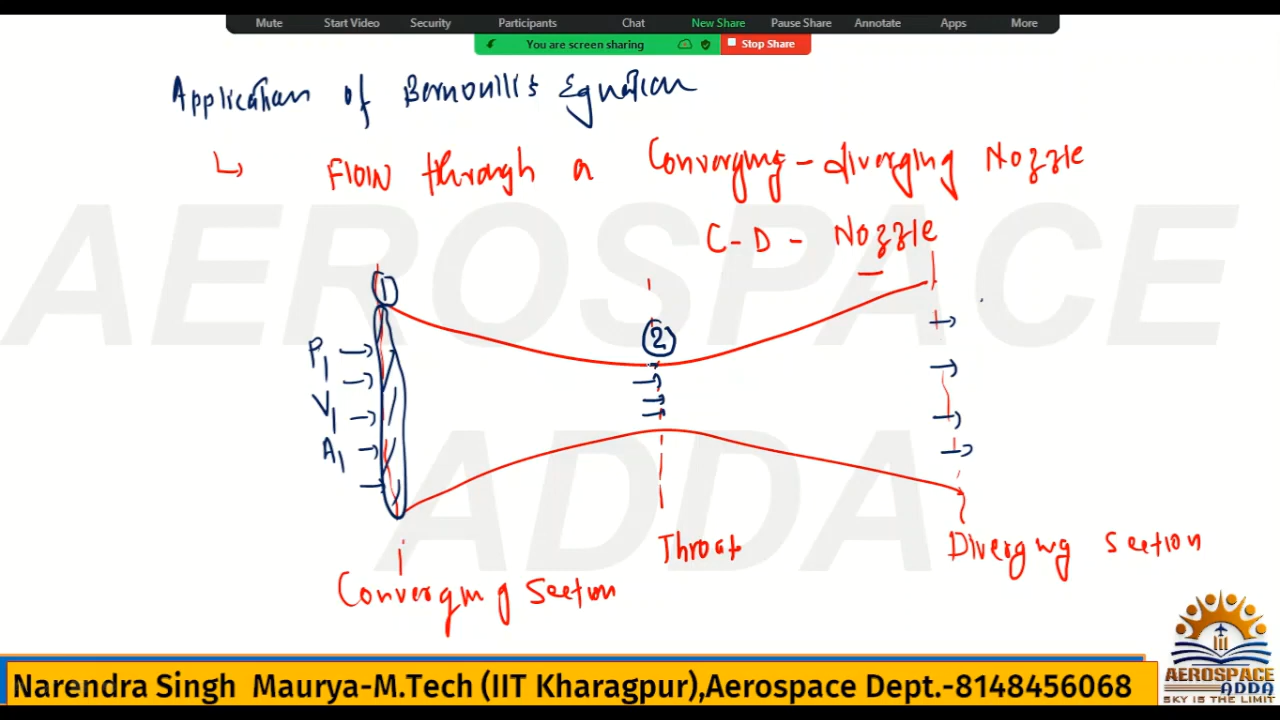 Mute Start Video Security Participants Chat New Share Pause Share Annotate Apps More
You are screen sharing Stop Share
Application of Bernoulli's Equation
↳ Flow through a Converging - diverging Nozzle
C-D - Nozzle
1
2
P1
V1
A1
Throat
Diverging Section
Converging Section
AEROSPACE
ADDA
Narendra Singh Maurya-M.Tech (IIT Kharagpur),Aerospace Dept.-8148456068
AEROSPACE
ADDA
SKY IS THE LIMIT